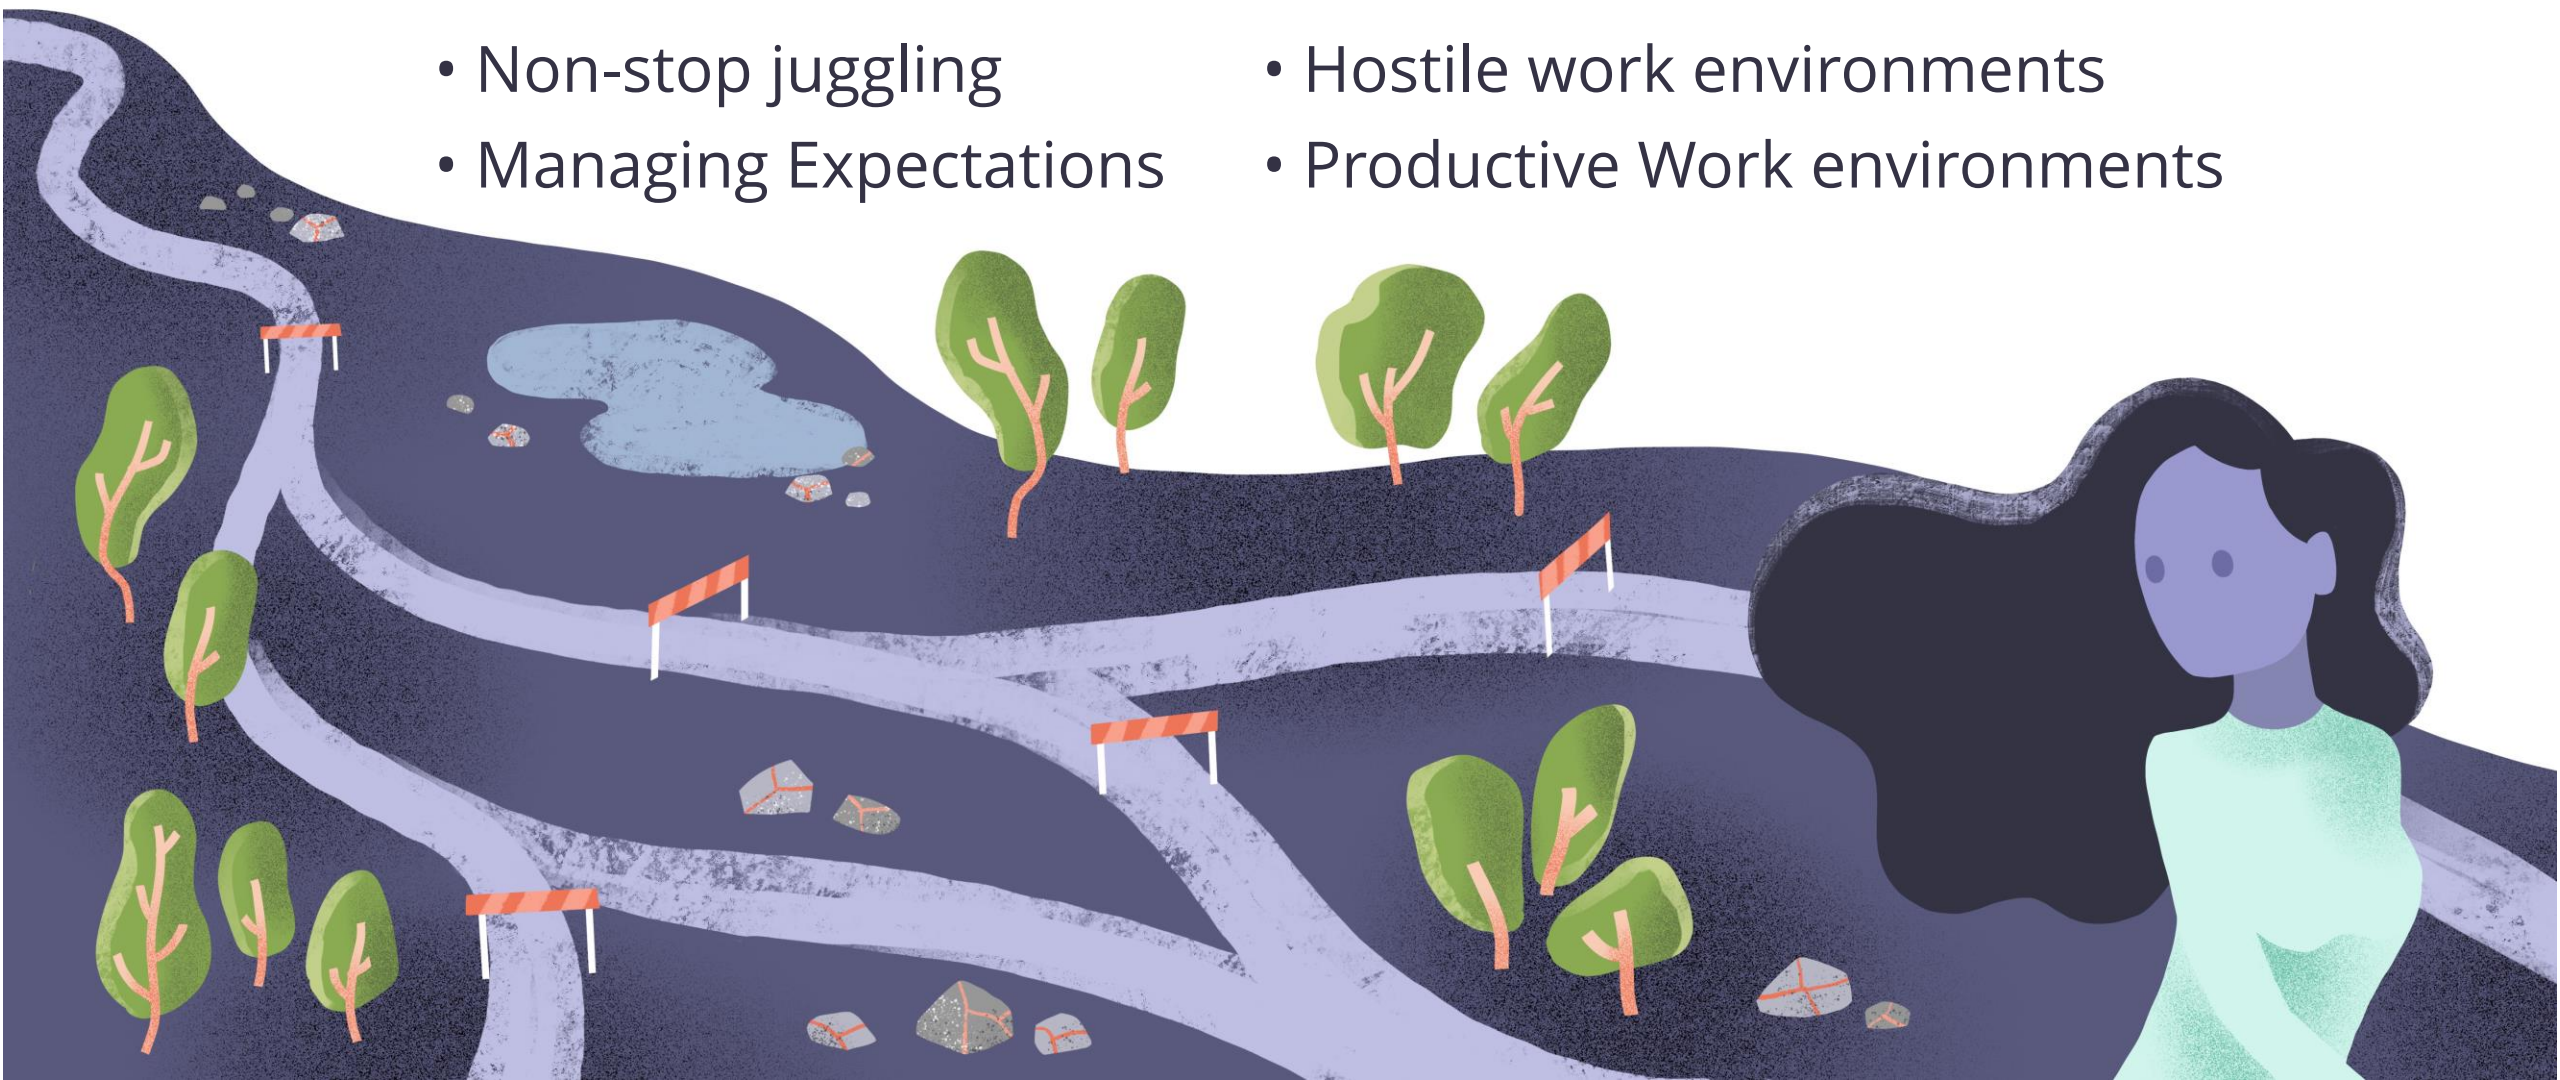 • Non-stop juggling
• Managing Expectations
• Hostile work environments
• Productive Work environments